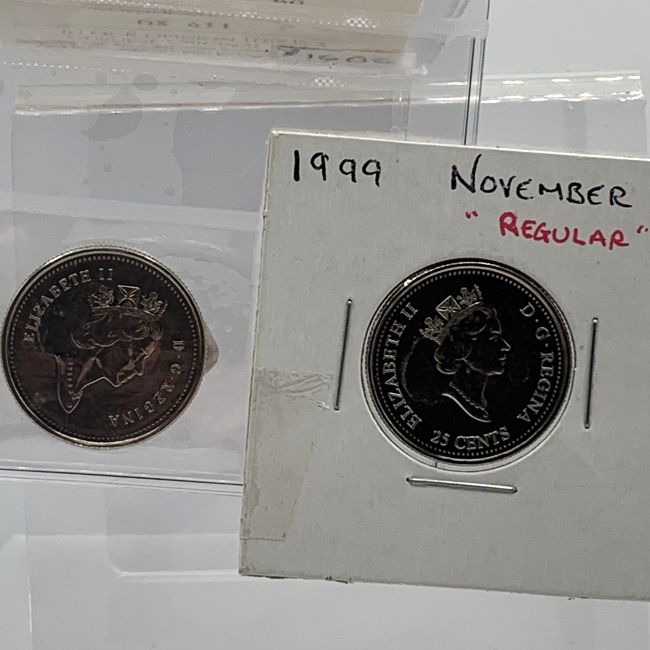 1999 NOVEMBER
"REGULAR"
ELIZABETH II D·G·REGINA
ELIZABETH II D·G·REGINA
25 CENTS